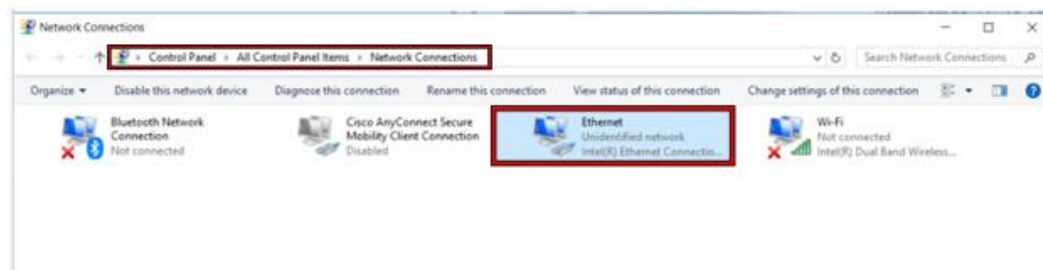 Network Connections
Control Panel › All Control Panel Items › Network Connections
Search Network Connections
Organize
Disable this network device
Diagnose this connection
Rename this connection
View status of this connection
Change settings of this connection
Bluetooth Network
Connection
Not connected
Cisco AnyConnect Secure
Mobility Client Connection
Disabled
Ethernet
Unidentified network
Intel(R) Ethernet Connectio...
Wi-Fi
Not connected
Intel(R) Dual Band Wireless...